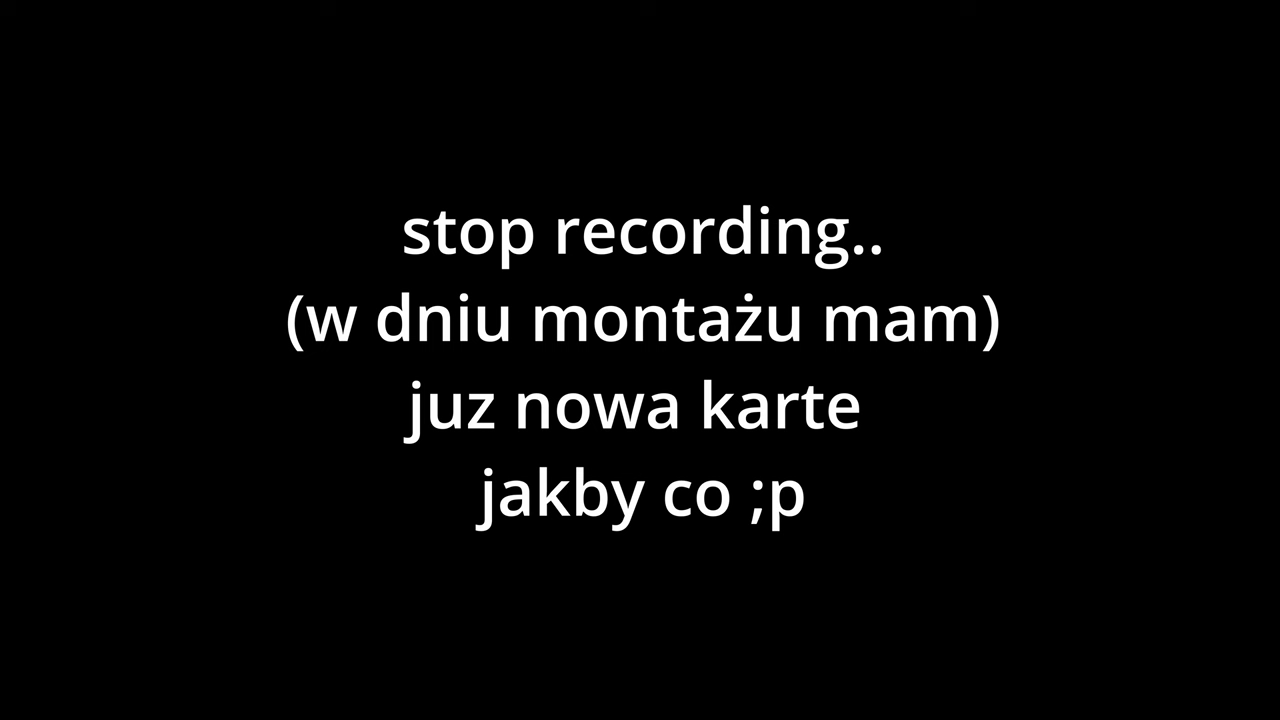 stop recording..
(w dniu montażu mam)
juz nowa karte
jakby co ;p